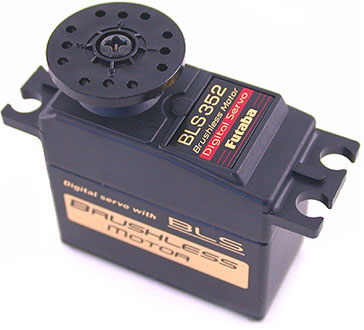 BLS352
Brushless Motor
Digital Servo
Futaba
Digital servo with BLS
BRUSHLESS
MOTOR